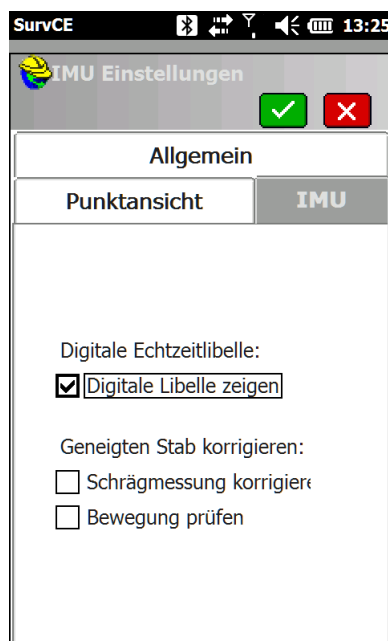 SurvCE 13:25
IMU Einstellungen
Allgemein
Punktansicht IMU
Digitale Echtzeitlibelle:
Digitale Libelle zeigen
Geneigten Stab korrigieren:
Schrägmessung korrigiere
Bewegung prüfen